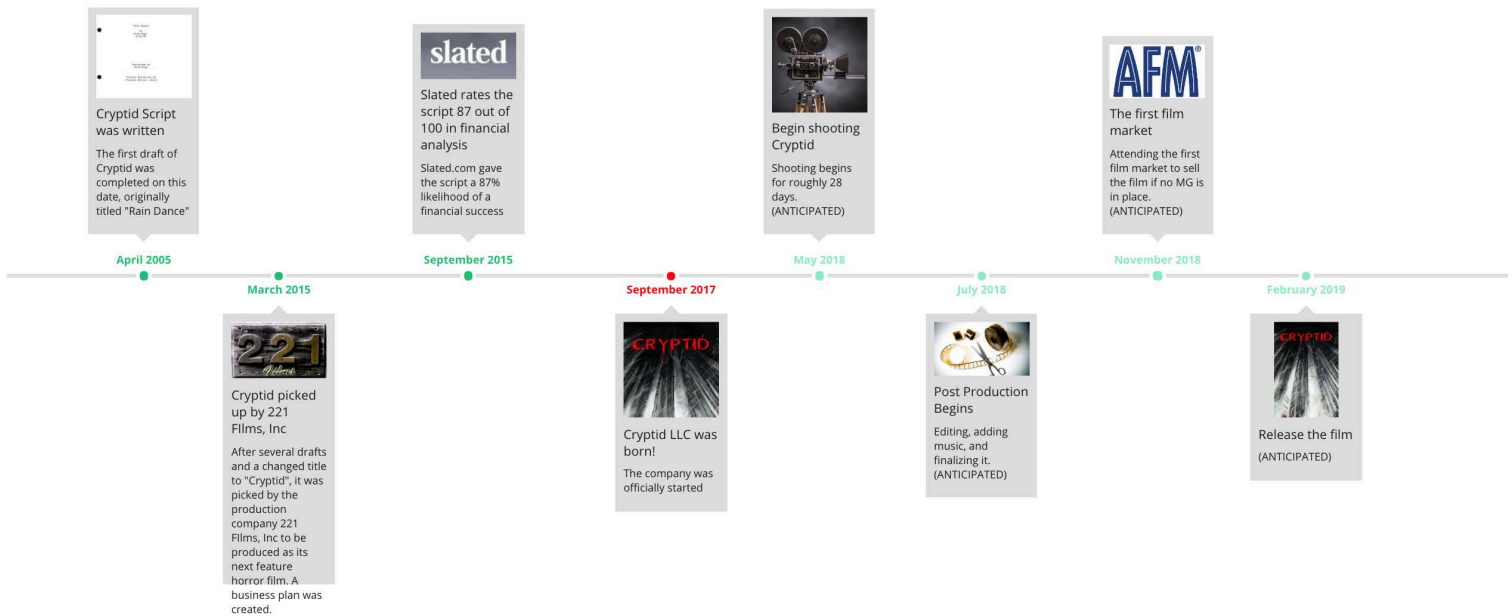 slated
AFM®
Cryptid Script
was written
The first draft of
Cryptid was
completed on this
date, originally
titled "Rain Dance"
Slated rates the
script 87 out of
100 in financial
analysis
Slated.com gave
the script a 87%
likelihood of a
financial success
Begin shooting
Cryptid
Shooting begins
for roughly 28
days.
(ANTICIPATED)
The first film
market
Attending the first
film market to sell
the film if no MG is
in place.
(ANTICIPATED)
April 2005
March 2015
September 2015
September 2017
May 2018
July 2018
November 2018
February 2019
221
Films
Cryptid picked
up by 221
FIlms, Inc
After several drafts
and a changed title
to "Cryptid", it was
picked by the
production
company 221
FIlms, Inc to be
produced as its
next feature
horror film. A
business plan was
created.
CRYPTID
Cryptid LLC was
born!
The company was
officially started
Post Production
Begins
Editing, adding
music, and
finalizing it.
(ANTICIPATED)
CRYPTID
Release the film
(ANTICIPATED)